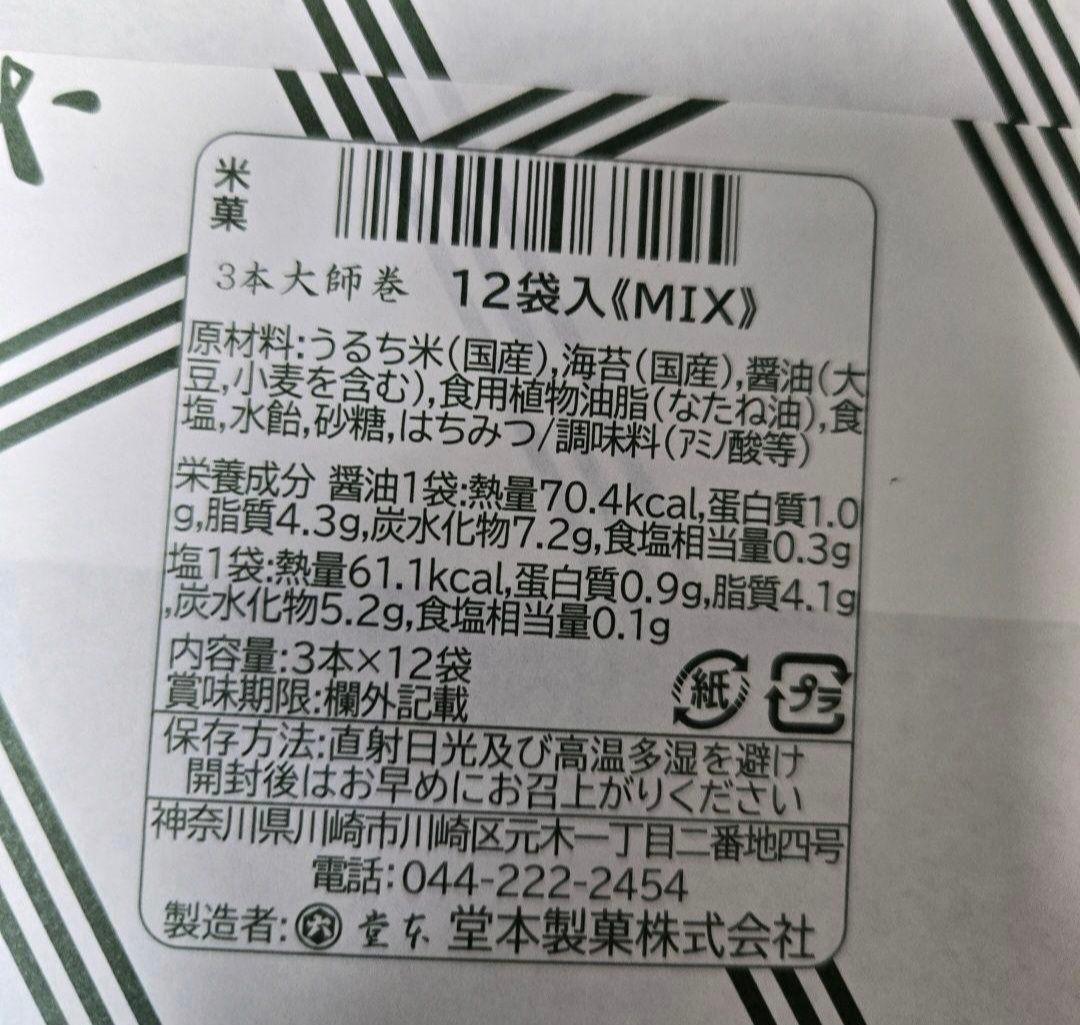 米菓
3本大師巻 12袋入《MIX》
原材料:うるち米(国産),海苔(国産),醤油(大
豆,小麦を含む),食用植物油脂(なたね油),食
塩,水飴,砂糖,はちみつ/調味料(アミノ酸等)
栄養成分 醤油1袋:熱量70.4kcal,蛋白質1.0
g,脂質4.3g,炭水化物7.2g,食塩相当量0.3g
塩1袋:熱量61.1kcal,蛋白質0.9g,脂質4.1g
,炭水化物5.2g,食塩相当量0.1g
内容量:3本×12袋
賞味期限:欄外記載
紙 プラ
保存方法:直射日光及び高温多湿を避け
開封後はお早めにお召上がりください
神奈川県川崎市川崎区元木一丁目二番地四号
電話:044-222-2454
製造者: 堂本 堂本製菓株式会社